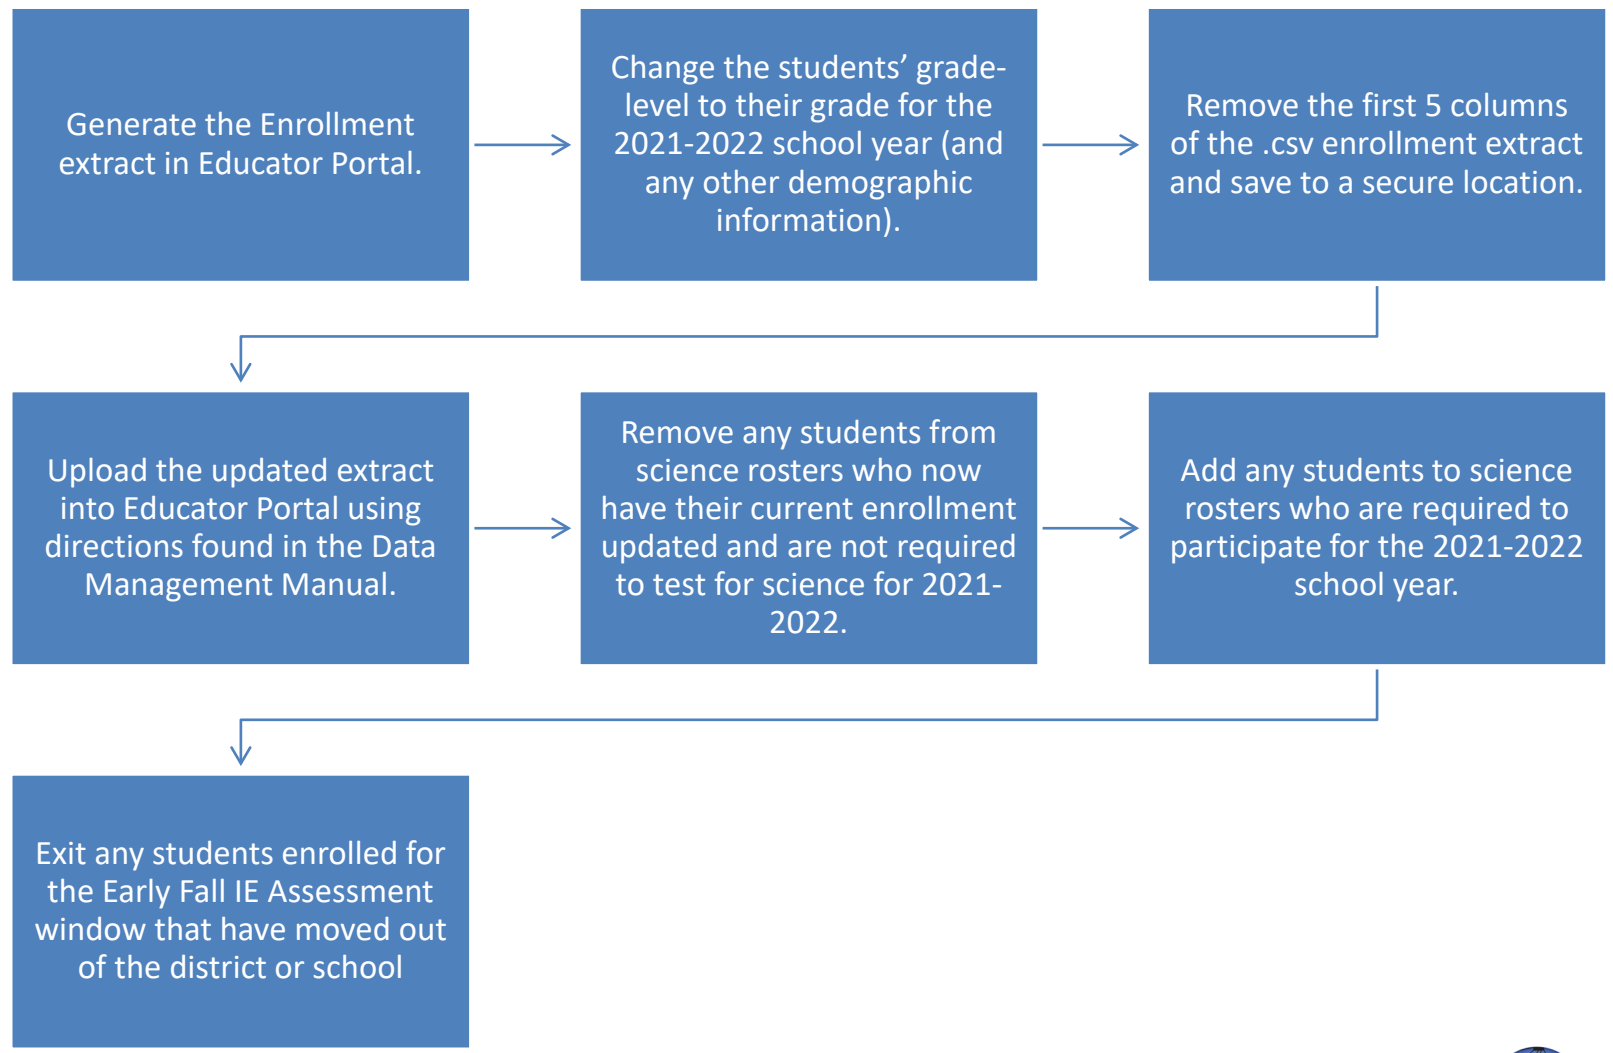 Generate the Enrollment
extract in Educator Portal.
Change the students’ grade-
level to their grade for the
2021-2022 school year (and
any other demographic
information).
Remove the first 5 columns
of the .csv enrollment extract
and save to a secure location.
Upload the updated extract
into Educator Portal using
directions found in the Data
Management Manual.
Remove any students from
science rosters who now
have their current enrollment
updated and are not required
to test for science for 2021-
2022.
Add any students to science
rosters who are required to
participate for the 2021-2022
school year.
Exit any students enrolled for
the Early Fall IE Assessment
window that have moved out
of the district or school